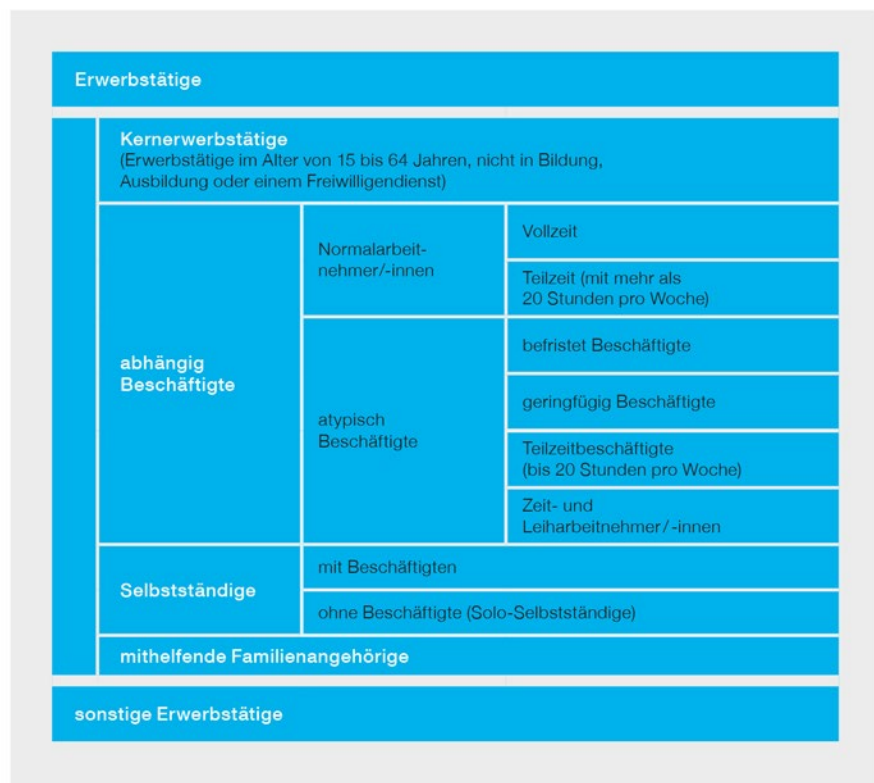 Erwerbstätige
Kernerwerbstätige
(Erwerbstätige im Alter von 15 bis 64 Jahren, nicht in Bildung,
Ausbildung oder einem Freiwilligendienst)
abhängig
Beschäftigte
Normalarbeit-
nehmer/-innen
Vollzeit
Teilzeit (mit mehr als
20 Stunden pro Woche)
atypisch
Beschäftigte
befristet Beschäftigte
geringfügig Beschäftigte
Teilzeitbeschäftigte
(bis 20 Stunden pro Woche)
Zeit- und
Leiharbeitnehmer/-innen
Selbstständige
mit Beschäftigten
ohne Beschäftigte (Solo-Selbstständige)
mithelfende Familienangehörige
sonstige Erwerbstätige